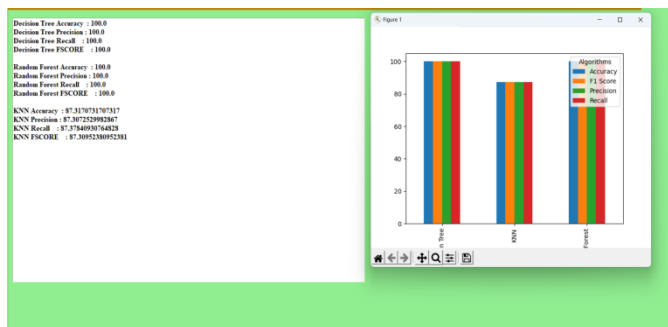 Decision Tree Accuracy : 100.0
Decision Tree Precision : 100.0
Decision Tree Recall : 100.0
Decision Tree FSCORE : 100.0
Random Forest Accuracy : 100.0
Random Forest Precision : 100.0
Random Forest Recall : 100.0
Random Forest FSCORE : 100.0
KNN Accuracy : 87.3170731707317
KNN Precision : 87.3072529982867
KNN Recall : 87.37840930764828
KNN FSCORE : 87.30952380952381
Figure 1
Algorithms
Accuracy
F1 Score
Precision
Recall
100
80
60
40
20
0
n Tree
KNN
Forest